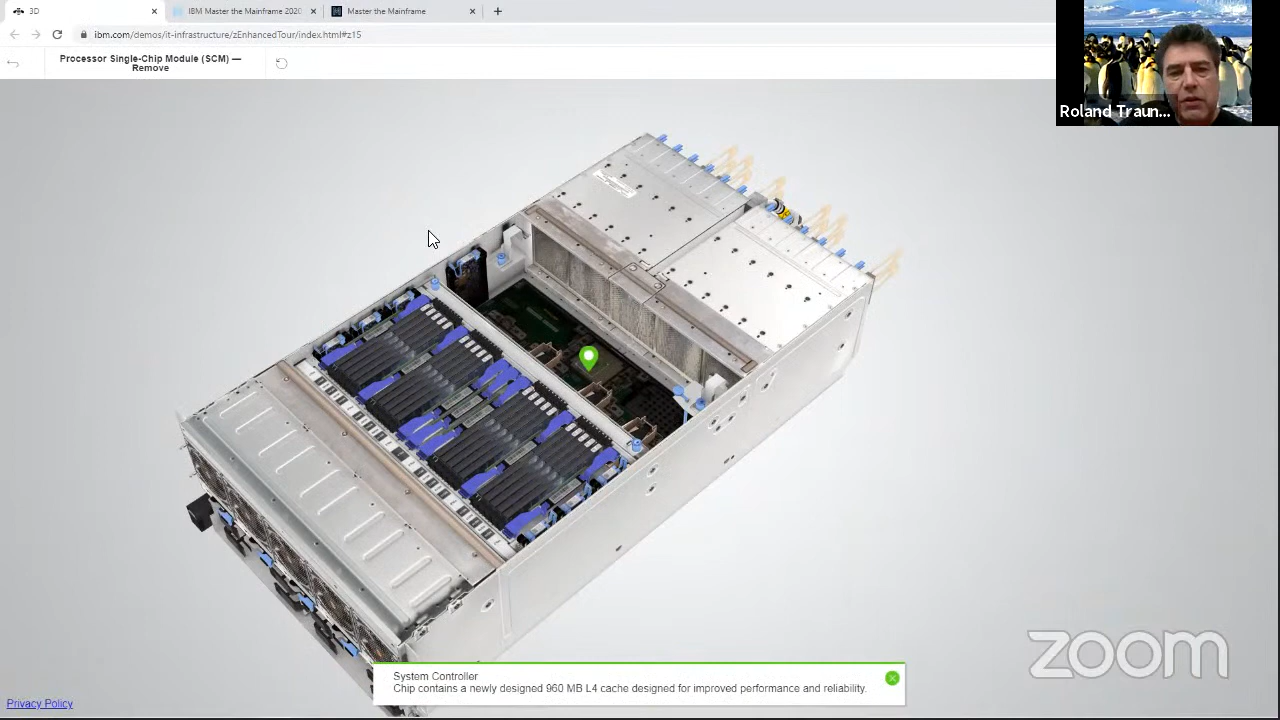 3D
IBM Master the Mainframe 2020
Master the Mainframe
ibm.com/demos/it-infrastructure/zEnhancedTour/index.html#z15
Processor Single-Chip Module (SCM) —
Remove
Roland Traun...
System Controller
Chip contains a newly designed 960 MB L4 cache designed for improved performance and reliability.
Privacy Policy
zoom